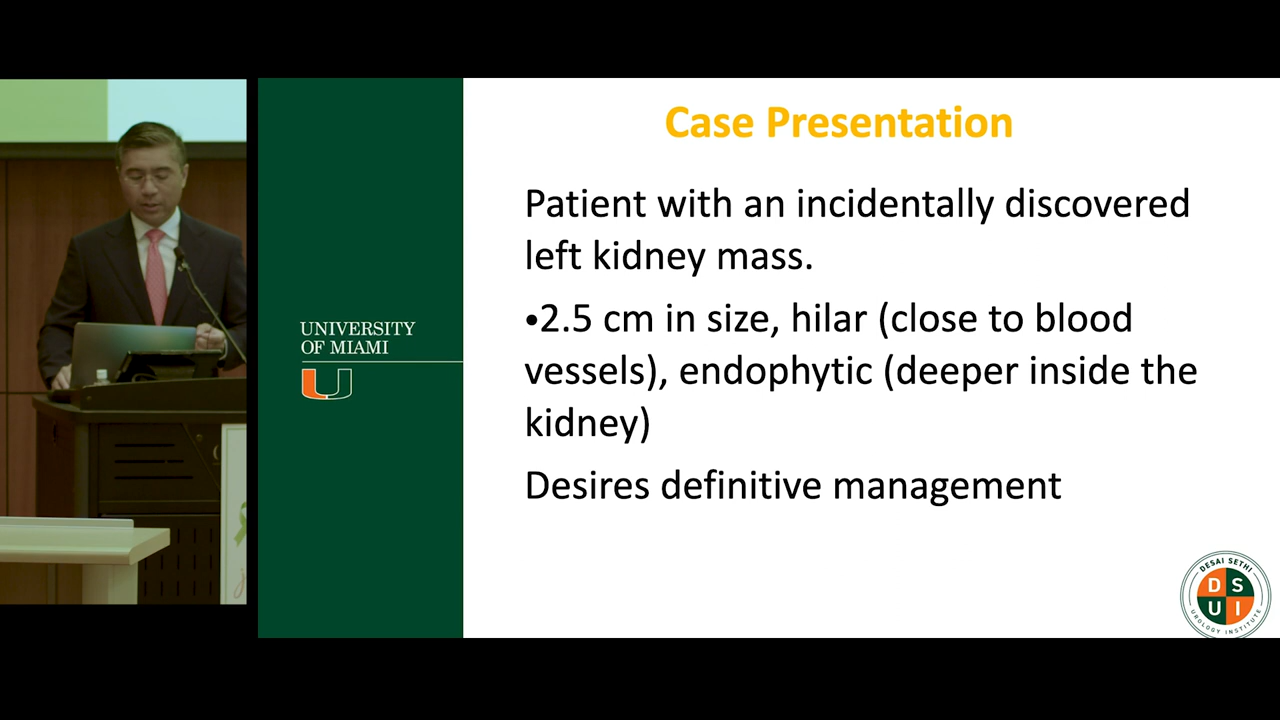 Case Presentation
Patient with an incidentally discovered
left kidney mass.
•2.5 cm in size, hilar (close to blood
vessels), endophytic (deeper inside the
kidney)
Desires definitive management
UNIVERSITY
OF MIAMI
DESAI SETHI
D S
U I
UROLOGY INSTITUTE